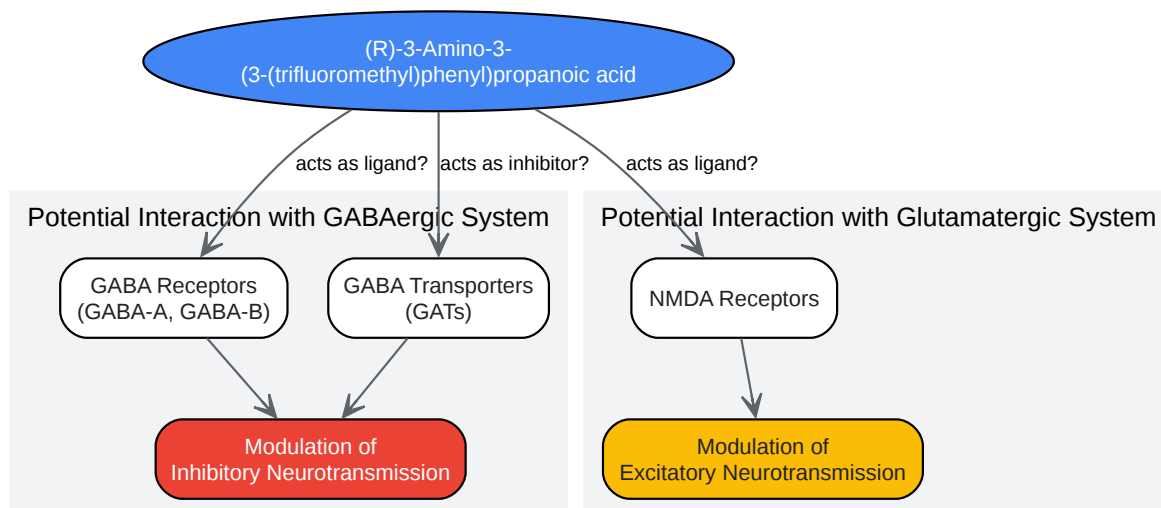 (R)-3-Amino-3-
(3-(trifluoromethyl)phenyl)propanoic acid
acts as ligand?
acts as inhibitor?
acts as ligand?
Potential Interaction with GABAergic System
Potential Interaction with Glutamatergic System
GABA Receptors
(GABA-A, GABA-B)
GABA Transporters
(GATs)
NMDA Receptors
Modulation of
Inhibitory Neurotransmission
Modulation of
Excitatory Neurotransmission